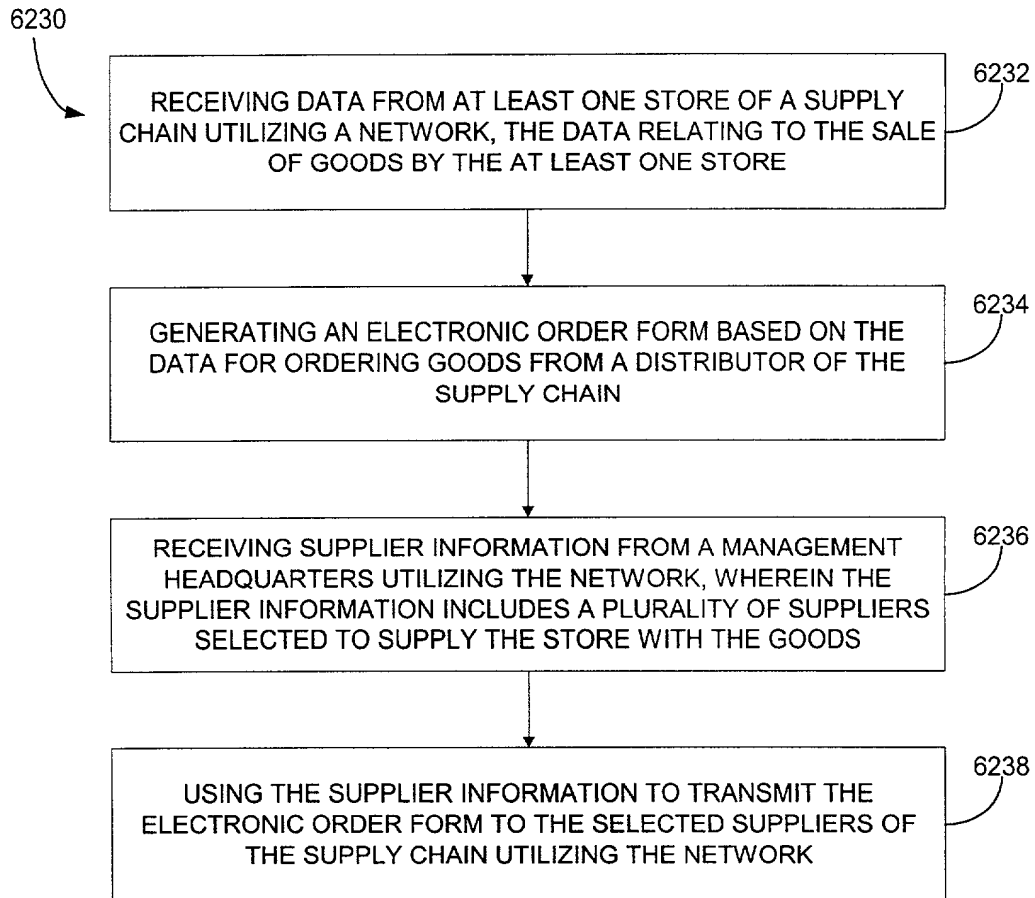 6230
6232
RECEIVING DATA FROM AT LEAST ONE STORE OF A SUPPLY
CHAIN UTILIZING A NETWORK, THE DATA RELATING TO THE SALE
OF GOODS BY THE AT LEAST ONE STORE
6234
GENERATING AN ELECTRONIC ORDER FORM BASED ON THE
DATA FOR ORDERING GOODS FROM A DISTRIBUTOR OF THE
SUPPLY CHAIN
6236
RECEIVING SUPPLIER INFORMATION FROM A MANAGEMENT
HEADQUARTERS UTILIZING THE NETWORK, WHEREIN THE
SUPPLIER INFORMATION INCLUDES A PLURALITY OF SUPPLIERS
SELECTED TO SUPPLY THE STORE WITH THE GOODS
6238
USING THE SUPPLIER INFORMATION TO TRANSMIT THE
ELECTRONIC ORDER FORM TO THE SELECTED SUPPLIERS OF
THE SUPPLY CHAIN UTILIZING THE NETWORK